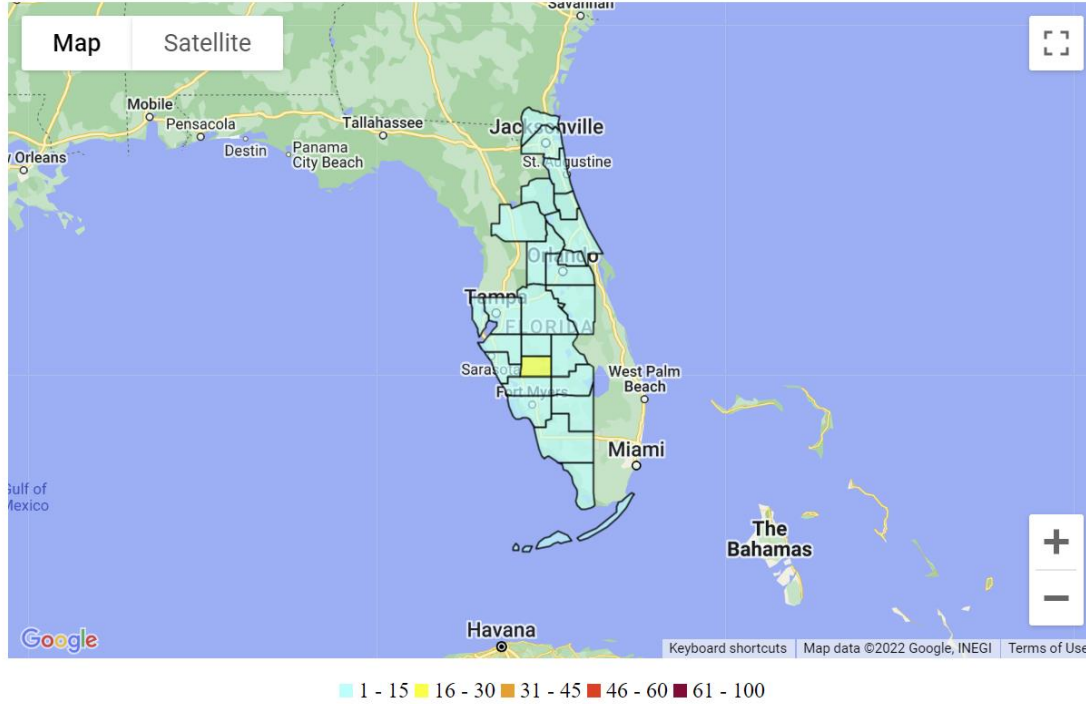 Savannah
Map Satellite
Mobile
Pensacola
Tallahassee
Jacksonville
Orleans
Destin
Panama
City Beach
St. Augustine
Orlando
Tampa
FLORIDA
Sarasota
Fort Myers
West Palm
Beach
Miami
Gulf of
Mexico
The
Bahamas
+
−
Google
Havana
Keyboard shortcuts Map data ©2022 Google, INEGI Terms of Use
1 - 15 16 - 30 31 - 45 46 - 60 61 - 100